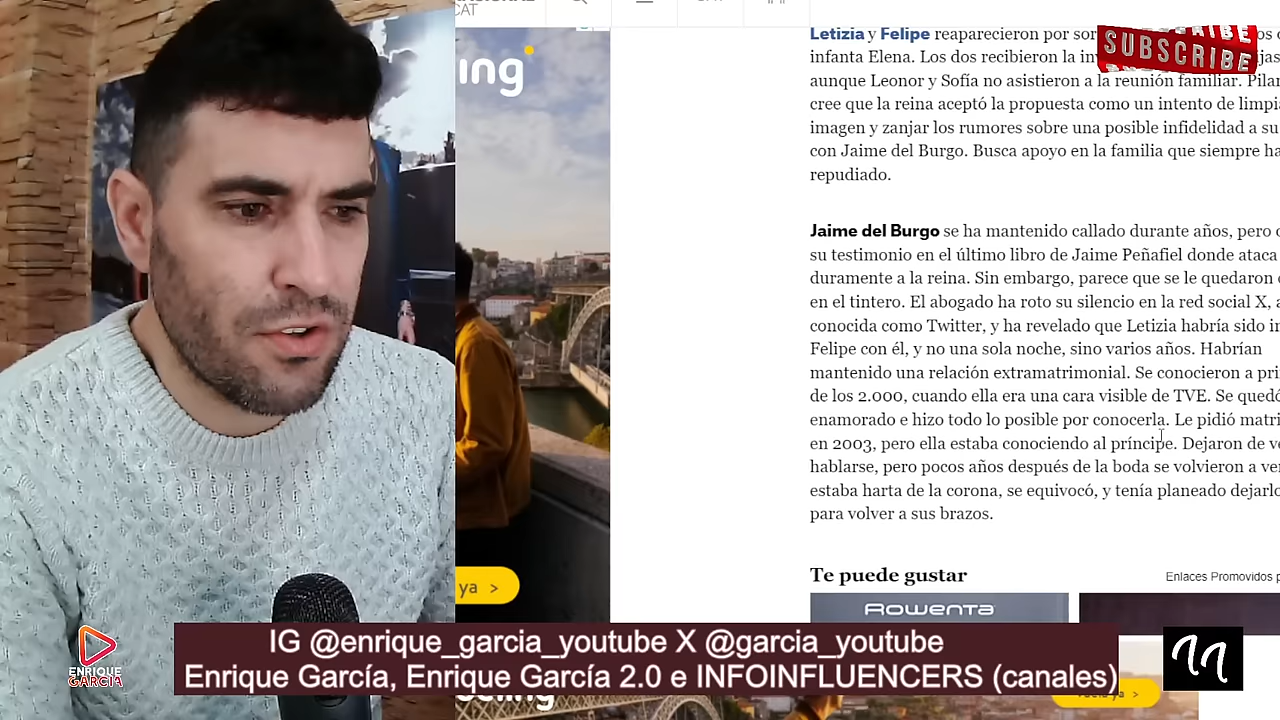 CAT
ing
SUBSCRIBE
Letizia y Felipe reaparecieron por
infanta Elena. Los dos recibieron la
aunque Leonor y Sofía no asistieron a la reunión familiar.
cree que la reina aceptó la propuesta como un intento de
imagen y zanjar los rumores sobre una posible infidelidad a su
con Jaime del Burgo. Busca apoyo en la familia que siempre
repudiado.
Jaime del Burgo se ha mantenido callado durante años, pero
su testimonio en el último libro de Jaime Peñafiel donde ataca
duramente a la reina. Sin embargo, parece que se le quedaron
en el tintero. El abogado ha roto su silencio en la red social X,
conocida como Twitter, y ha revelado que Letizia habría sido
Felipe con él, y no una sola noche, sino varios años. Habrían
mantenido una relación extramatrimonial. Se conocieron a
de los 2.000, cuando ella era una cara visible de TVE. Se
enamorado e hizo todo lo posible por conocerla. Le pidió
en 2003, pero ella estaba conociendo al príncipe. Dejaron de
hablarse, pero pocos años después de la boda se volvieron a
estaba harta de la corona, se equivocó, y tenía planeado
para volver a sus brazos.
Te puede gustar
Enlaces Promovidos
Rowenta
ya >
IG @enrique_garcia_youtube X @garcia_youtube
Enrique García, Enrique García 2.0 e INFOINFLUENCERS (canales)
ENRIQUE
GARCÍA
eling
ya >